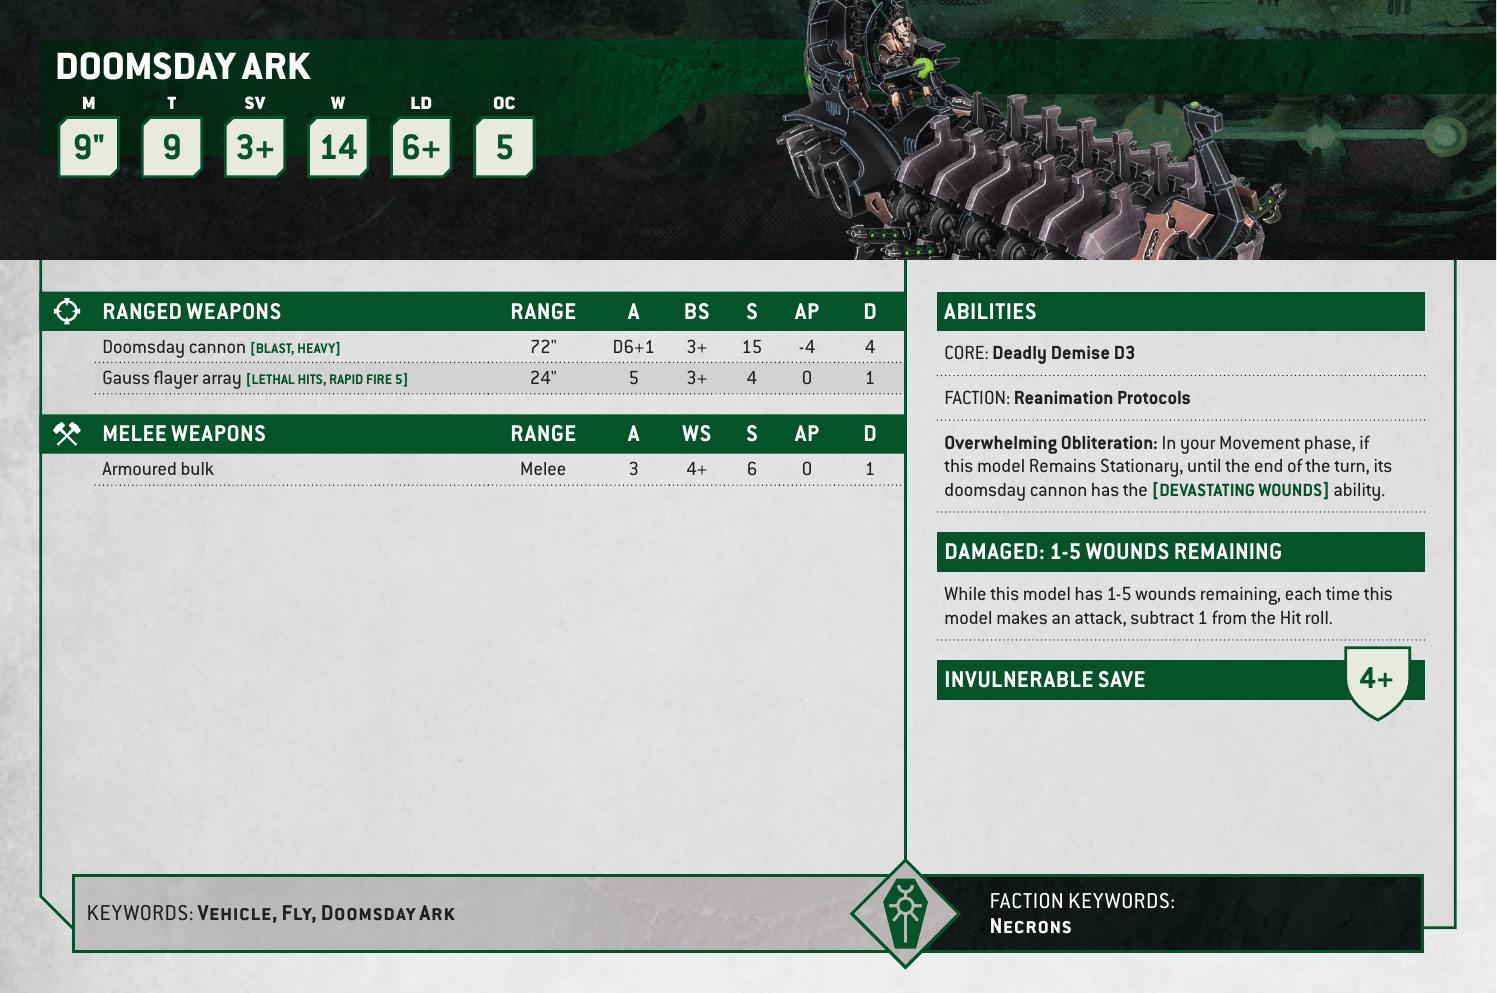 DOOMSDAY ARK
M T SV W LD OC
9" 9 3+ 14 6+ 5
RANGED WEAPONS RANGE A BS S AP D
Doomsday cannon [BLAST, HEAVY] 72" D6+1 3+ 15 -4 4
Gauss flayer array [LETHAL HITS, RAPID FIRE 5] 24" 5 3+ 4 0 1
MELEE WEAPONS RANGE A WS S AP D
Armoured bulk Melee 3 4+ 6 0 1
ABILITIES
CORE: Deadly Demise D3
FACTION: Reanimation Protocols
Overwhelming Obliteration: In your Movement phase, if
this model Remains Stationary, until the end of the turn, its
doomsday cannon has the [DEVASTATING WOUNDS] ability.
DAMAGED: 1-5 WOUNDS REMAINING
While this model has 1-5 wounds remaining, each time this
model makes an attack, subtract 1 from the Hit roll.
INVULNERABLE SAVE 4+
KEYWORDS: VEHICLE, FLY, DOOMSDAY ARK
FACTION KEYWORDS:
NECRONS